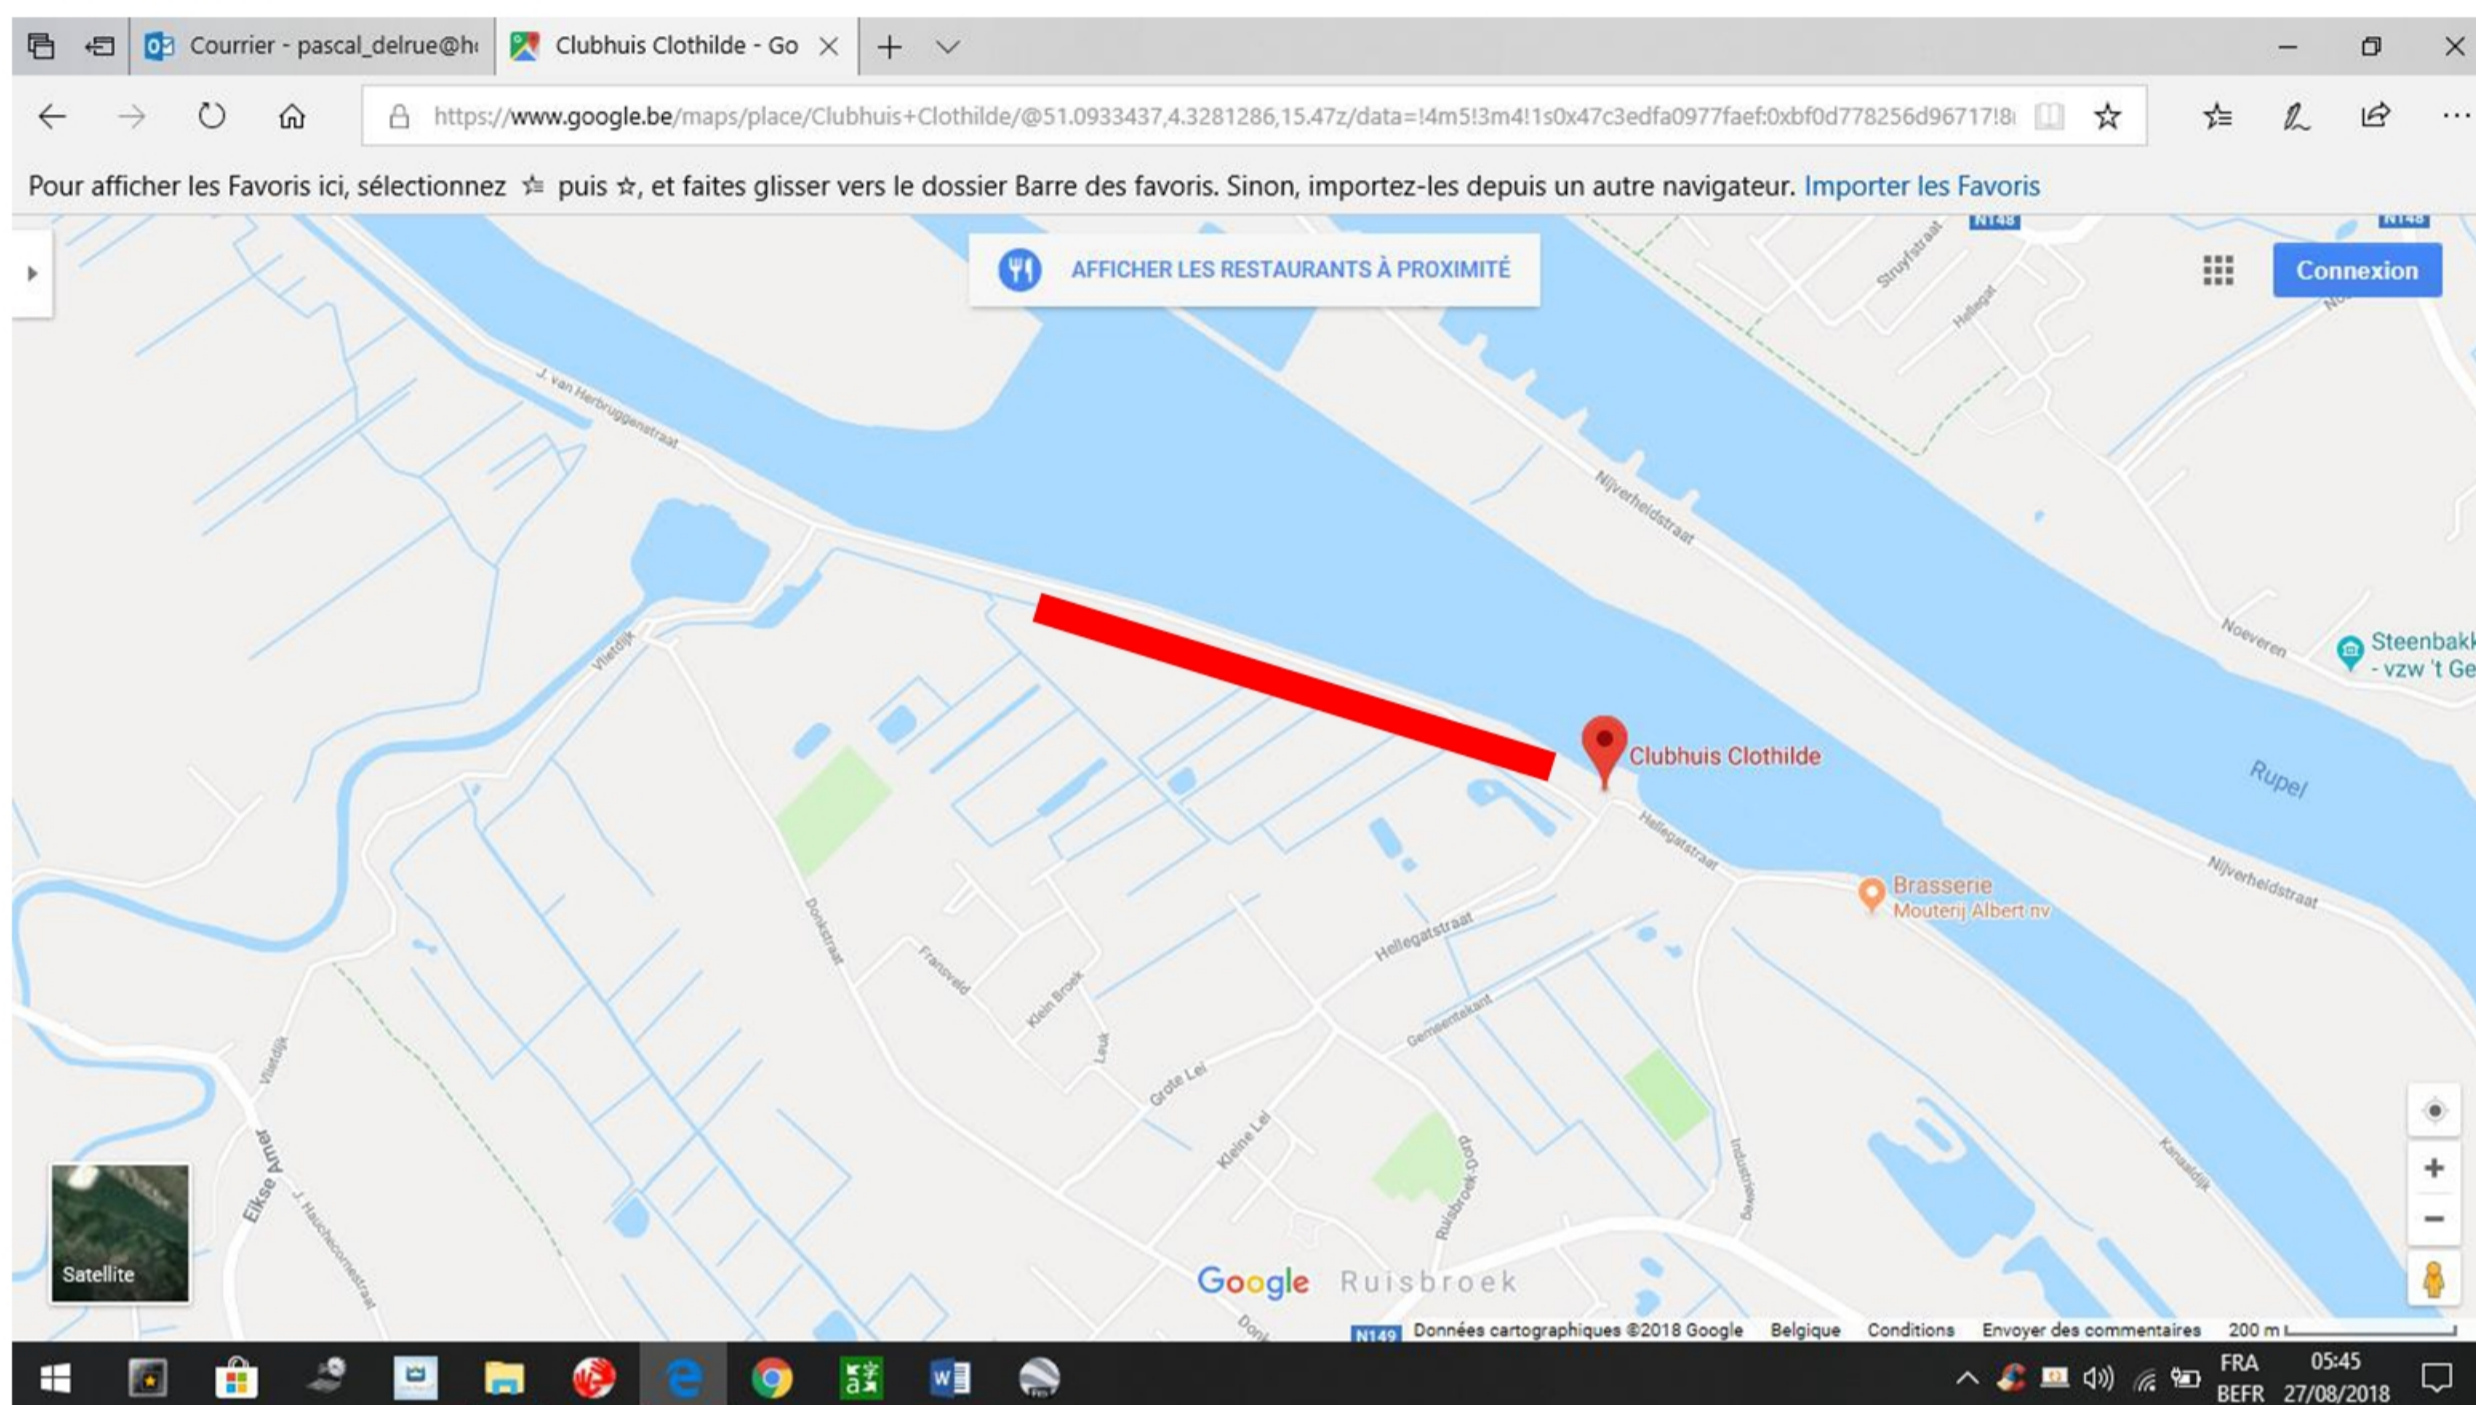 Courrier - pascal_delrue@h
Clubhuis Clothilde - Go
https://www.google.be/maps/place/Clubhuis+Clothilde/@51.0933437,4.3281286,15.47z/data=!4m5!3m4!1s0x47c3edfa0977faef:0xbf0d778256d96717!8
Pour afficher les Favoris ici, sélectionnez puis ☆, et faites glisser vers le dossier Barre des favoris. Sinon, importez-les depuis un autre navigateur. Importer les Favoris
N148
N148
Struyfstraat
AFFICHER LES RESTAURANTS À PROXIMITÉ
Connexion
Hellegat
J. van Herbruggenstraat
Nijverheidstraat
Noeveren
Steenbakk
- vzw 't Ge
Vlietdijk
Clubhuis Clothilde
Rupel
Hellegatstraat
Nijverheidstraat
Brasserie
Mouterij Albert nv
Donkstraat
Hellegatstraat
Fransveld
Klein Broek
Gemeentekant
Leuk
Vlietdijk
Grote Lei
Kleine Lei
Eikse Amer
Ruisbroek-Dorp
Industrieweg
Kanaaldijk
J. Hauchecornestraat
Satellite
Google
Ruisbroek
N149
Données cartographiques ©2018 Google
Belgique
Conditions
Envoyer des commentaires
200 m
FRA
BEFR
05:45
27/08/2018